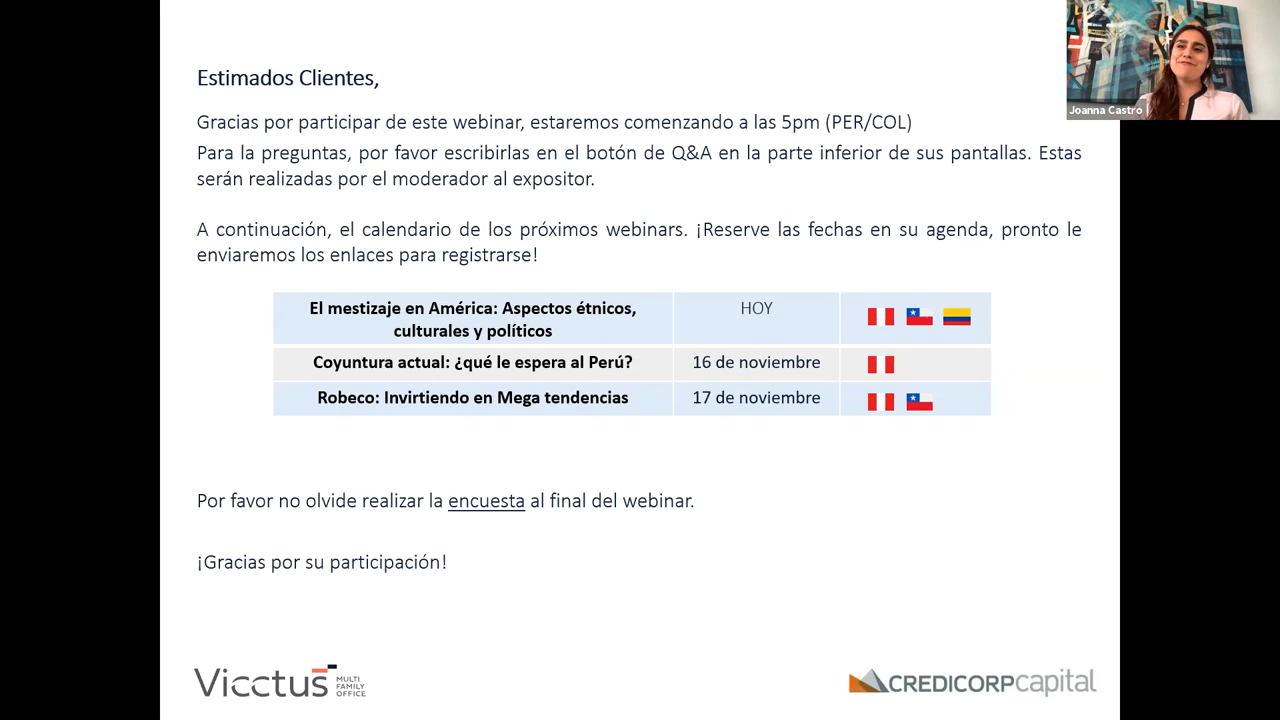 Joanna Castro
Estimados Clientes,
Gracias por participar de este webinar, estaremos comenzando a las 5pm (PER/COL)
Para la preguntas, por favor escribirlas en el botón de Q&A en la parte inferior de sus pantallas. Estas
serán realizadas por el moderador al expositor.
A continuación, el calendario de los próximos webinars. ¡Reserve las fechas en su agenda, pronto le
enviaremos los enlaces para registrarse!
El mestizaje en América: Aspectos étnicos,
culturales y políticos
HOY
Coyuntura actual: ¿qué le espera al Perú?
16 de noviembre
Robeco: Invirtiendo en Mega tendencias
17 de noviembre
Por favor no olvide realizar la encuesta al final del webinar.
¡Gracias por su participación!
Vicctus
MULTI
FAMILY
OFFICE
CREDICORPcapital